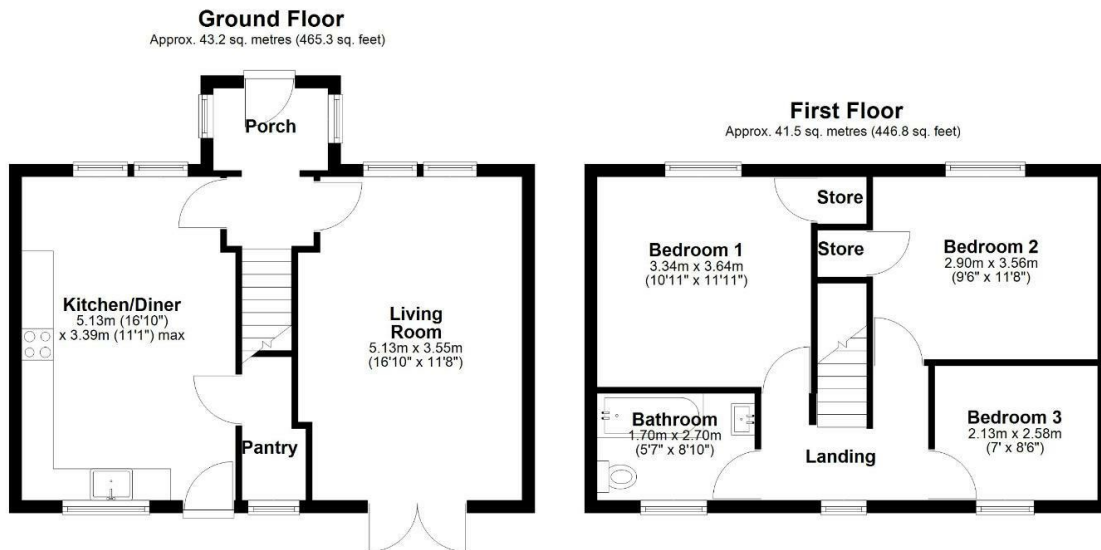 Ground Floor
Approx. 43.2 sq. metres (465.3 sq. feet)
Porch
Kitchen/Diner
5.13m (16'10")
x 3.39m (11'1") max
Living
Room
5.13m x 3.55m
(16'10" x 11'8")
Pantry
First Floor
Approx. 41.5 sq. metres (446.8 sq. feet)
Store
Bedroom 1
3.34m x 3.64m
(10'11" x 11'11")
Store
Bedroom 2
2.90m x 3.56m
(9'6" x 11'8")
Bathroom
1.70m x 2.70m
(5'7" x 8'10")
Landing
Bedroom 3
2.13m x 2.58m
(7' x 8'6")